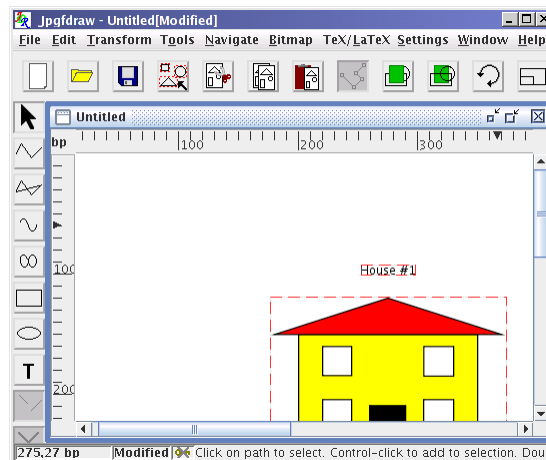 Jpgfdraw - Untitled[Modified]
File Edit Transform Tools Navigate Bitmap TeX/LaTeX Settings Window Help
Untitled
bp 100 200 300
House #1
100
200
T
275,27 bp Modified Click on path to select. Control-click to add to selection. Dou